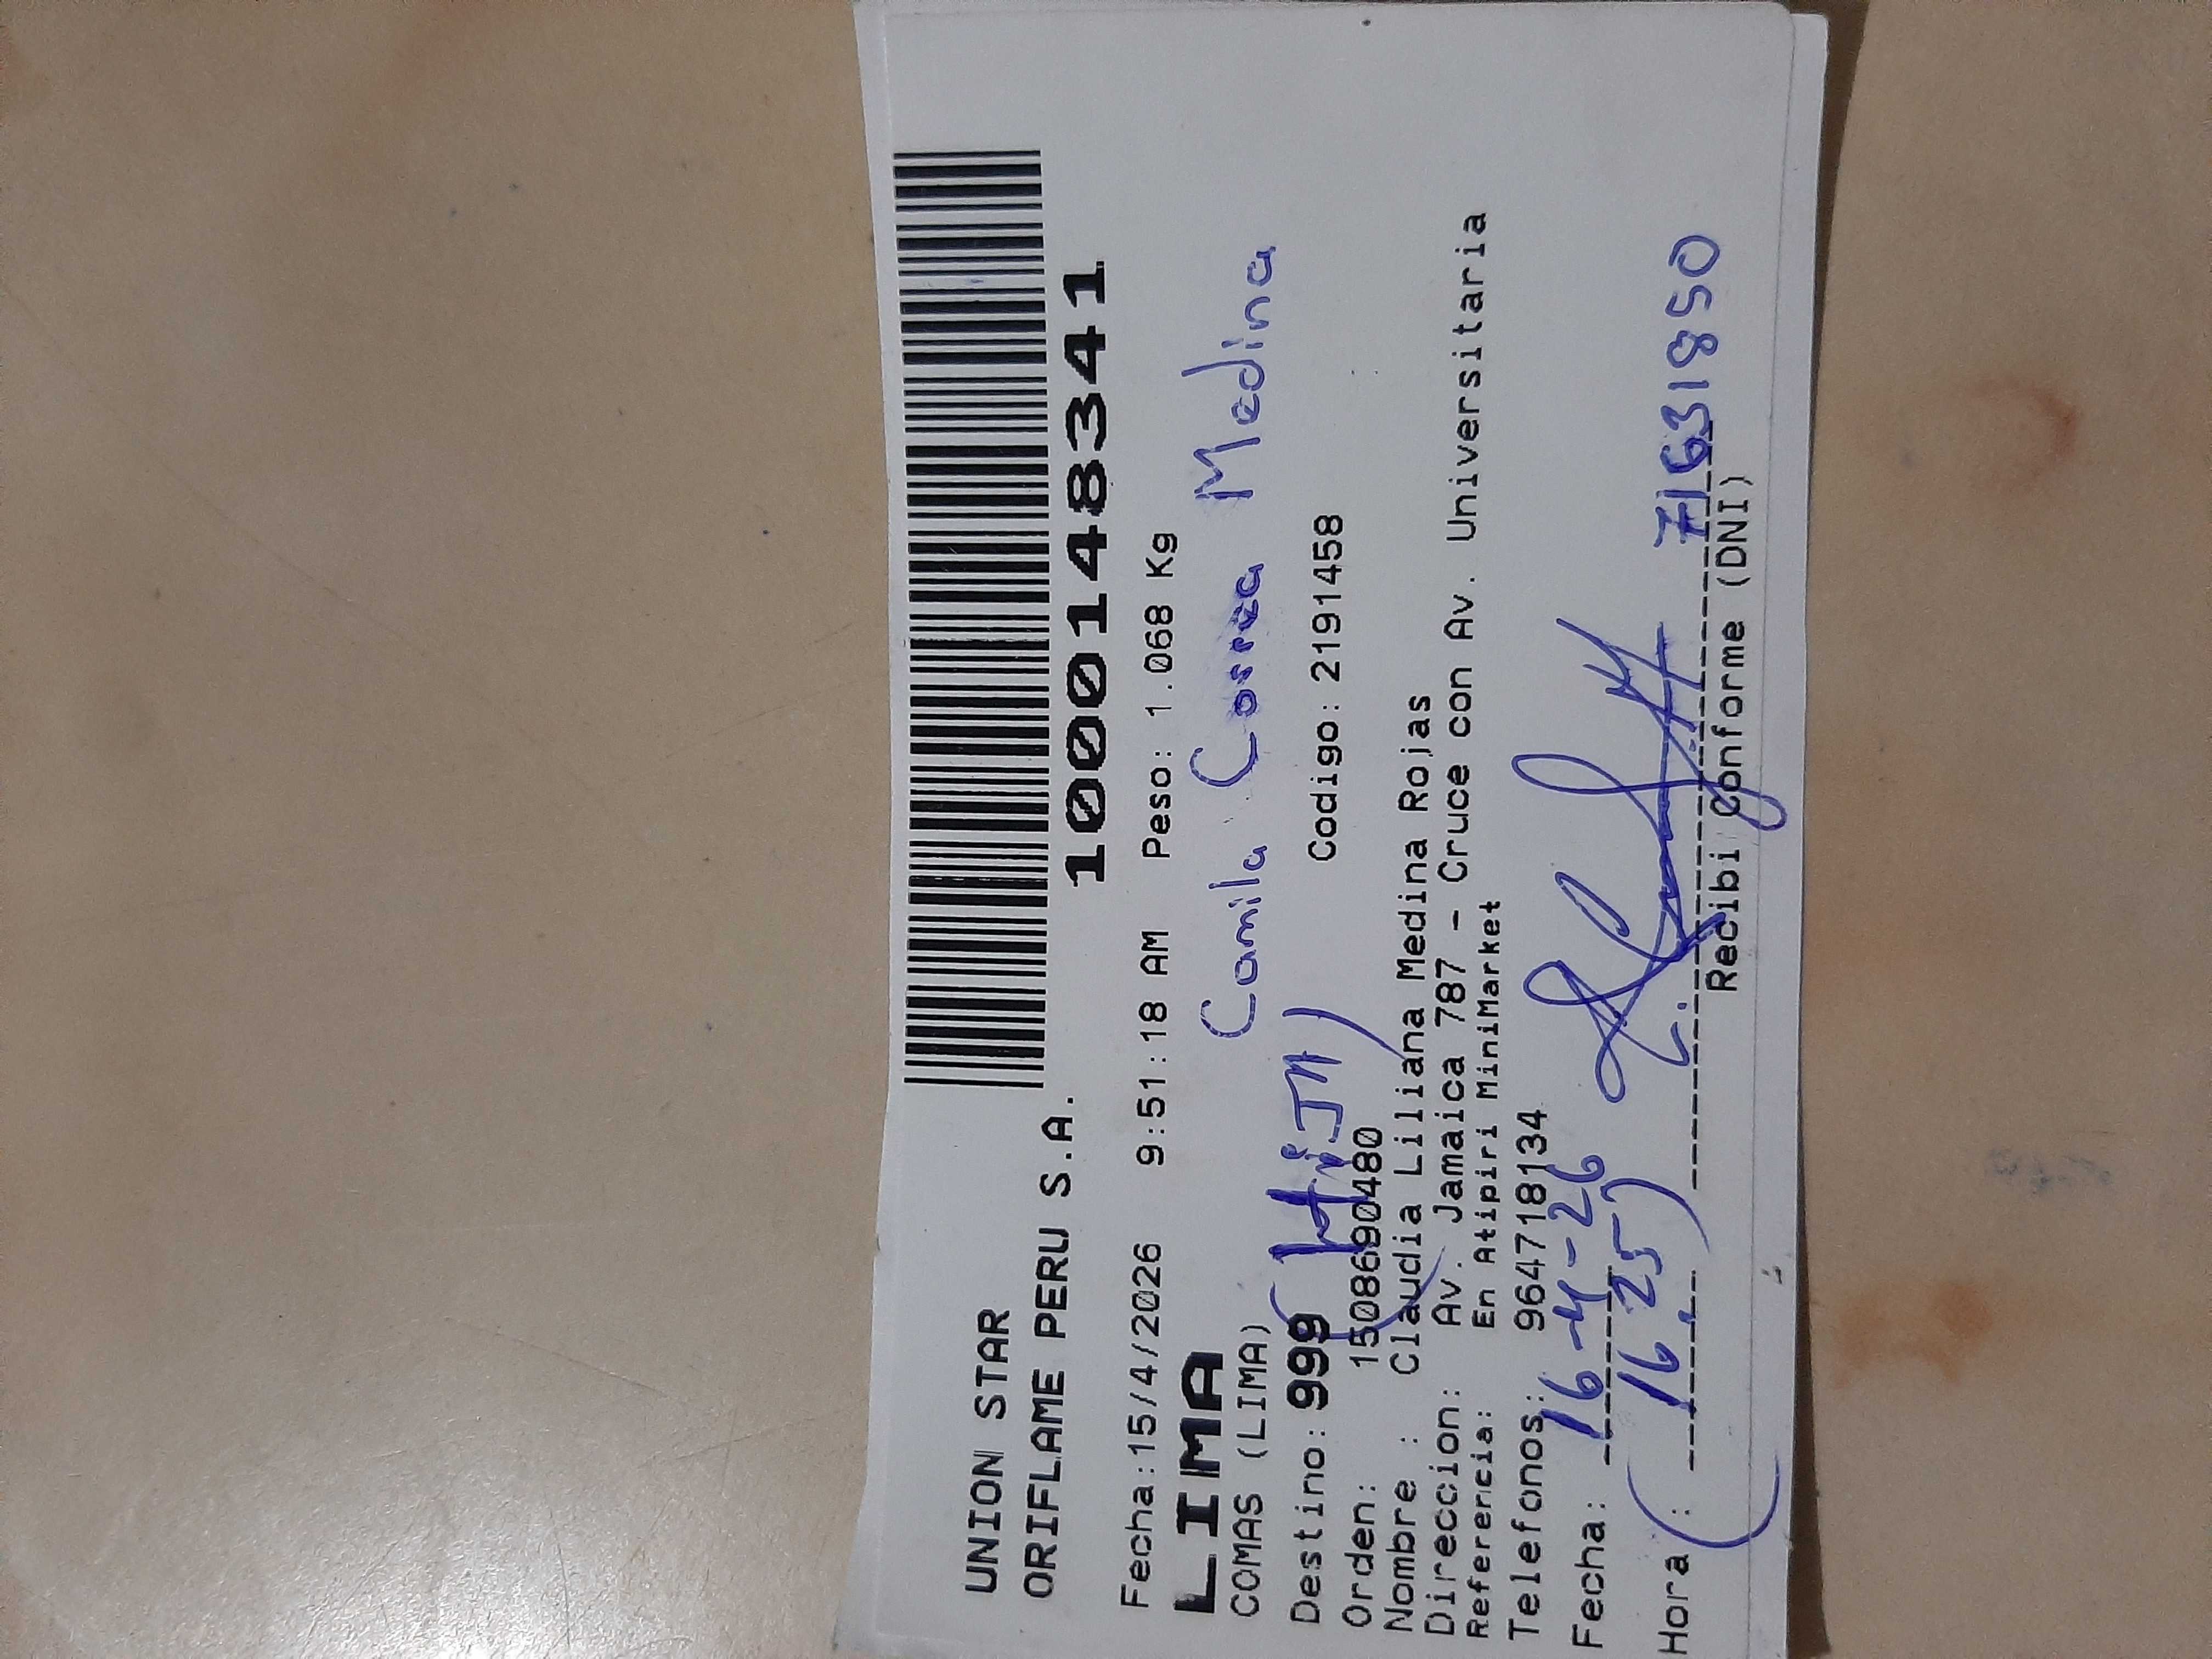 UNION STAR
ORIFLAME PERU S.A.
1000148341
Fecha:15/4/2026 9:51:18 AM Peso: 1.068 Kg
LIMA
COMAS (LIMA)
Camila Correa Medina
Destino: 999 (Hija)
Codigo: 2191458
Orden: 150869 0480
Nombre : Claudia Liliana Medina Rojas
Direccion: Av. Jamaica 787 - Cruce con Av. Universitaria
Referencia: En Atipiri MiniMarket
Telefonos: 964718134
Fecha: 16-4-26
Hora : (16:25)
71631850
Recibi Conforme (DNI)